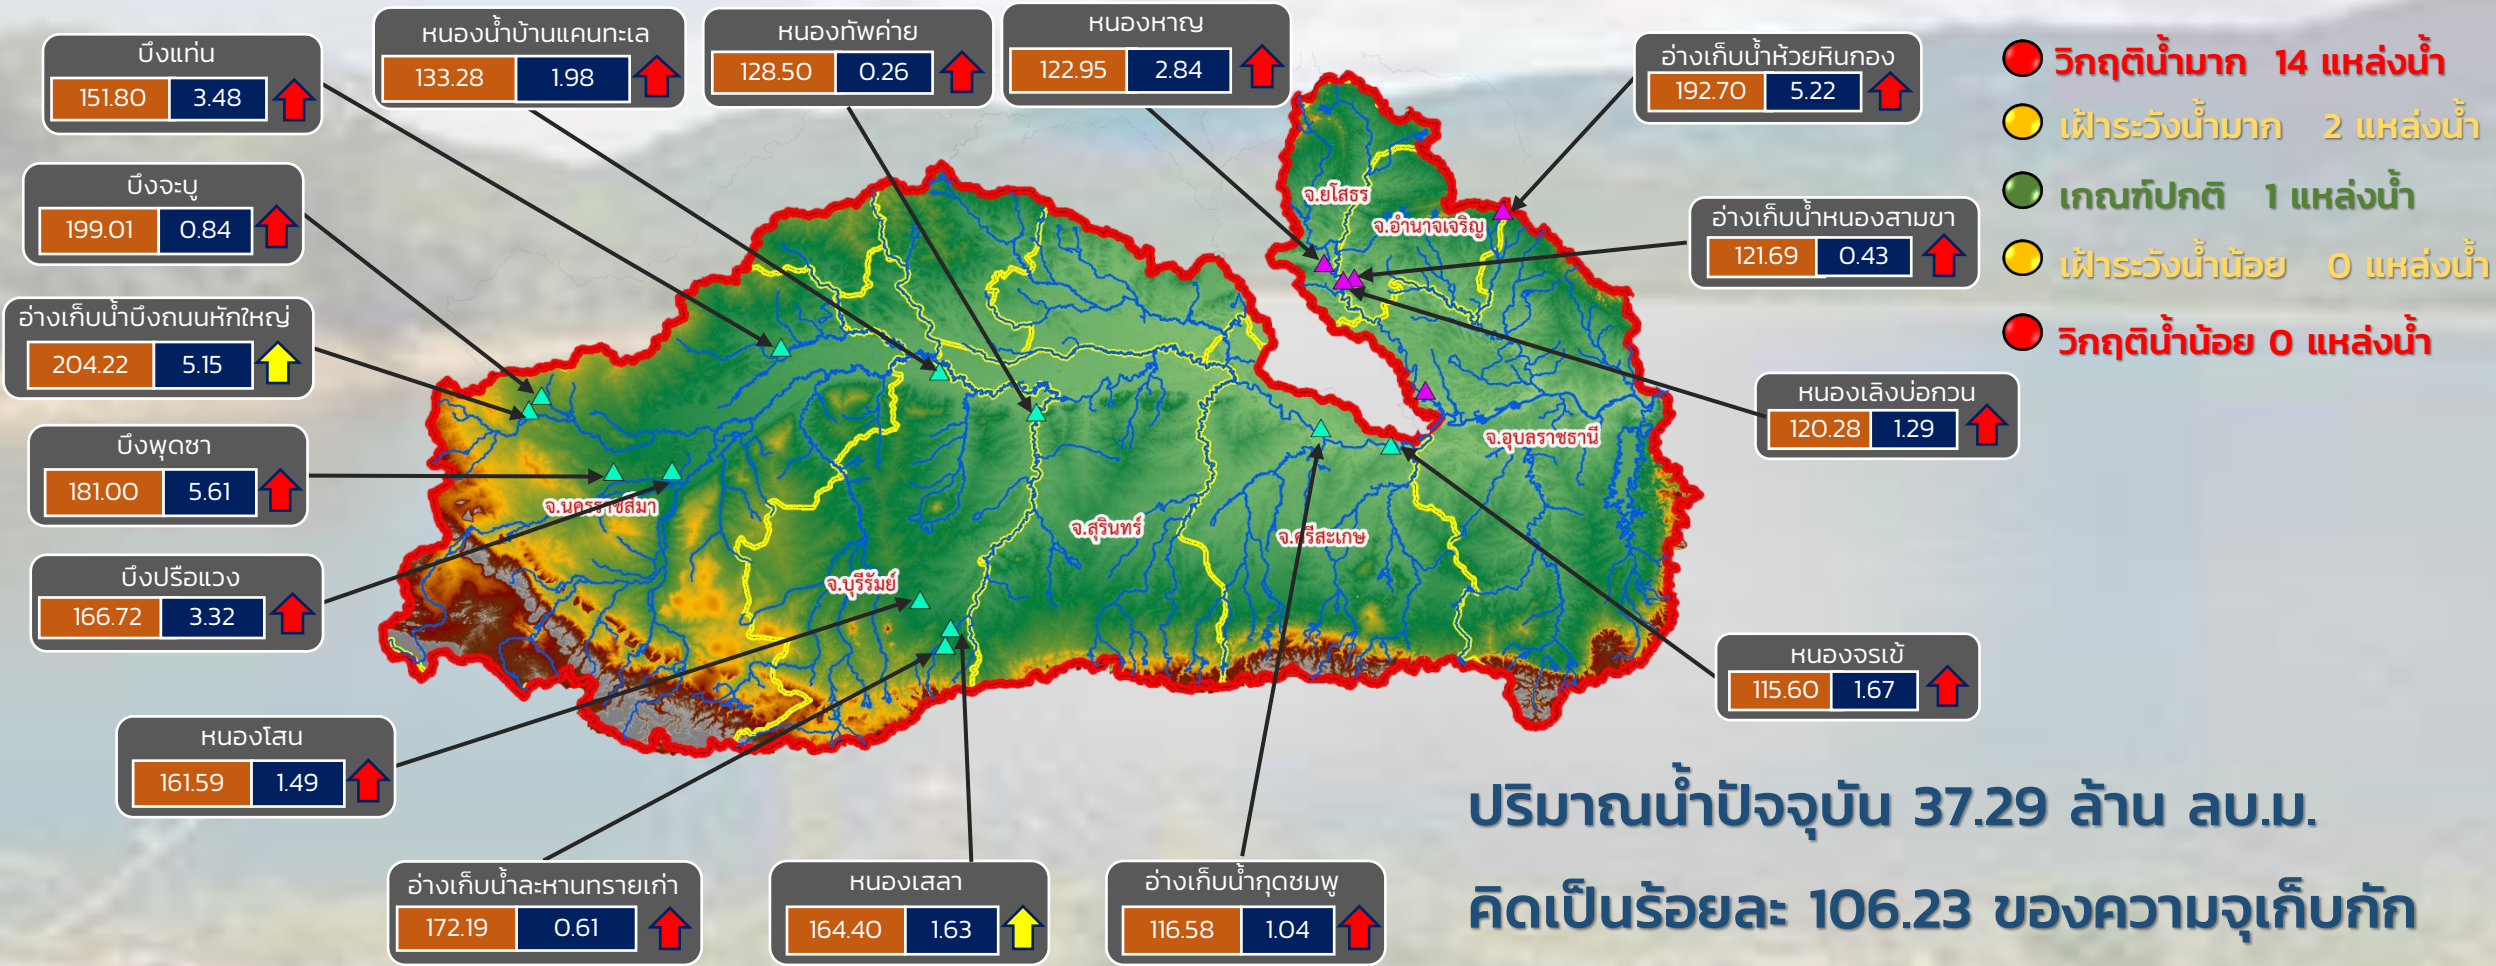 บึงแท่น
151.80 3.48
หนองน้ำบ้านแคนทะเล
133.28 1.98
หนองทัพค่าย
128.50 0.26
หนองหาญ
122.95 2.84
อ่างเก็บน้ำห้วยหินกอง
192.70 5.22
วิกฤติน้ำมาก 14 แหล่งน้ำ
เฝ้าระวังน้ำมาก 2 แหล่งน้ำ
เกณฑ์ปกติ 1 แหล่งน้ำ
เฝ้าระวังน้ำน้อย 0 แหล่งน้ำ
วิกฤติน้ำน้อย 0 แหล่งน้ำ
บึงจะบู
199.01 0.84
อ่างเก็บน้ำหนองสามขา
121.69 0.43
อ่างเก็บน้ำบึงถนนหักใหญ่
204.22 5.15
หนองเลิงบ่อกวน
120.28 1.29
บึงพุดซา
181.00 5.61
บึงปรือแวง
166.72 3.32
หนองจรเข้
115.60 1.67
หนองโสน
161.59 1.49
อ่างเก็บน้ำละหานทรายเก่า
172.19 0.61
หนองเสลา
164.40 1.63
อ่างเก็บน้ำกุดชมพู
116.58 1.04
จ.ยโสธร
จ.อำนาจเจริญ
จ.อุบลราชธานี
จ.นครราชสีมา
จ.สุรินทร์
จ.ศรีสะเกษ
จ.บุรีรัมย์
ปริมาณน้ำปัจจุบัน 37.29 ล้าน ลบ.ม.
คิดเป็นร้อยละ 106.23 ของความจุเก็บกัก